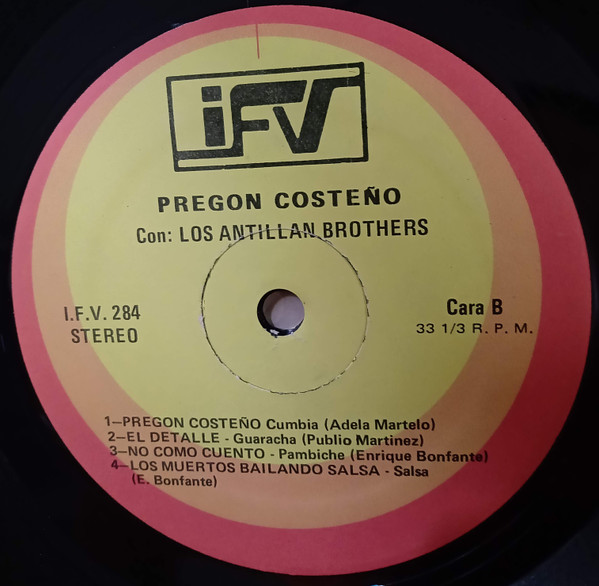 iFV
PREGON COSTEÑO
Con: LOS ANTILLAN BROTHERS
I.F.V. 284
STEREO
Cara B
33 1/3 R. P. M.
1—PREGON COSTEÑO Cumbia (Adela Martelo)
2—EL DETALLE - Guaracha (Publio Martinez)
3—NO COMO CUENTO - Pambiche (Enrique Bonfante)
4—LOS MUERTOS BAILANDO SALSA - Salsa
(E. Bonfante)